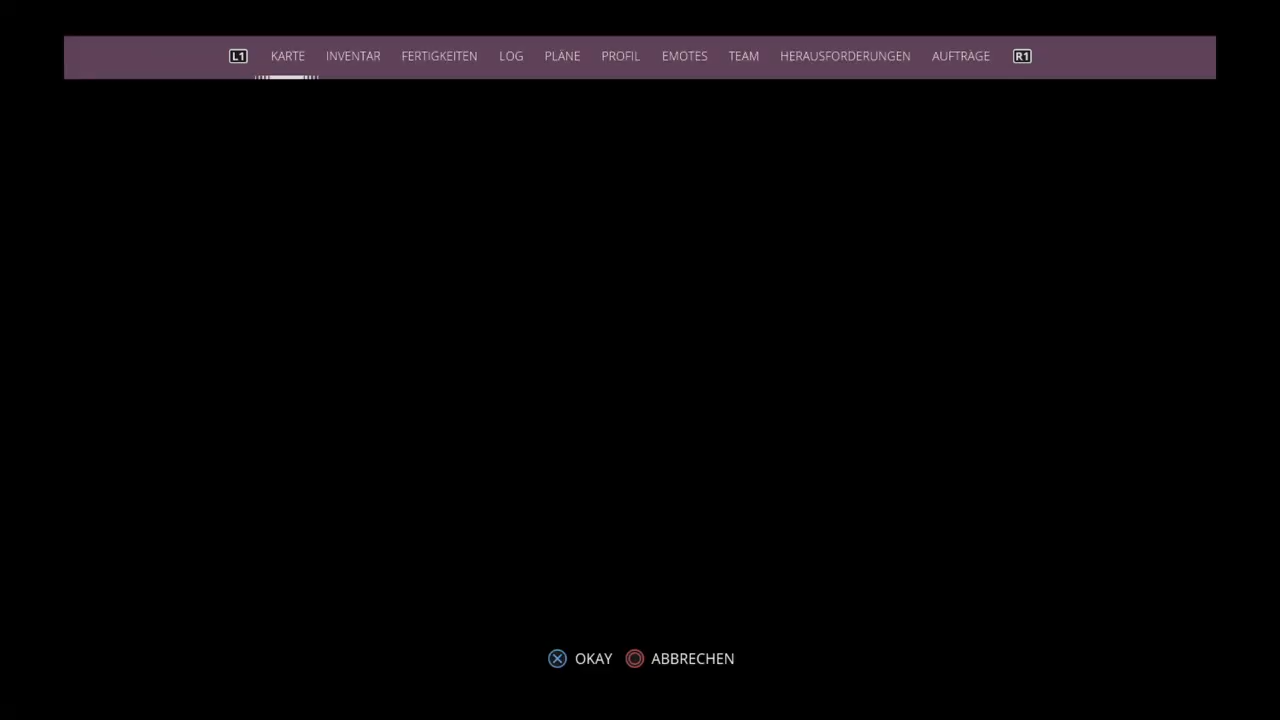 L1 KARTE INVENTAR FERTIGKEITEN LOG PLÄNE PROFIL EMOTES TEAM HERAUSFORDERUNGEN AUFTRÄGE R1
OKAY ABBRECHEN